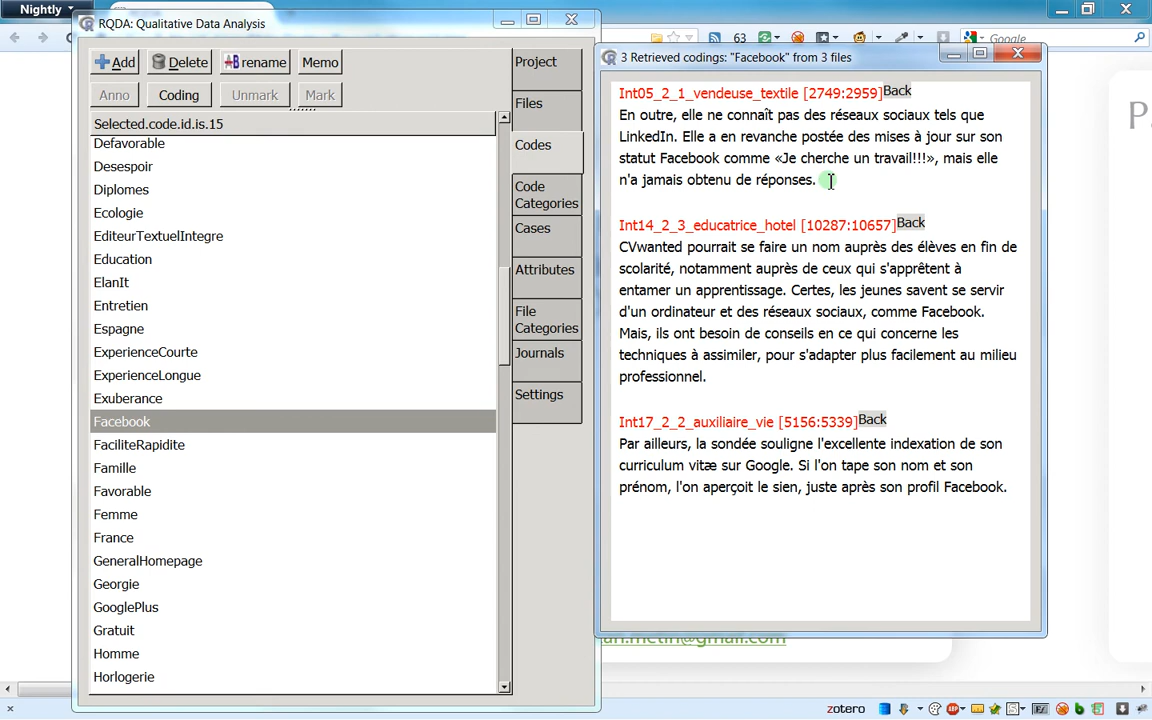 Nightly
RQDA: Qualitative Data Analysis
Add
Delete
rename
Memo
Anno
Coding
Unmark
Mark
Selected.code.id.is.15
Defavorable
Desespoir
Diplomes
Ecologie
EditeurTextuelIntegre
Education
ElanIt
Entretien
Espagne
ExperienceCourte
ExperienceLongue
Exuberance
Facebook
FaciliteRapidite
Famille
Favorable
Femme
France
GeneralHomepage
Georgie
GooglePlus
Gratuit
Homme
Horlogerie
Project
Files
Codes
Code
Categories
Cases
Attributes
File
Categories
Journals
Settings
63
Google
3 Retrieved codings: "Facebook" from 3 files
Int05_2_1_vendeuse_textile [2749:2959]Back
En outre, elle ne connaît pas des réseaux sociaux tels que
LinkedIn. Elle a en revanche postée des mises à jour sur son
statut Facebook comme «Je cherche un travail!!!», mais elle
n'a jamais obtenu de réponses.
Int14_2_3_educatrice_hotel [10287:10657]Back
CVwanted pourrait se faire un nom auprès des élèves en fin de
scolarité, notamment auprès de ceux qui s'apprêtent à
entamer un apprentissage. Certes, les jeunes savent se servir
d'un ordinateur et des réseaux sociaux, comme Facebook.
Mais, ils ont besoin de conseils en ce qui concerne les
techniques à assimiler, pour s'adapter plus facilement au milieu
professionnel.
Int17_2_2_auxiliaire_vie [5156:5339]Back
Par ailleurs, la sondée souligne l'excellente indexation de son
curriculum vitæ sur Google. Si l'on tape son nom et son
prénom, l'on aperçoit le sien, juste après son profil Facebook.
zotero